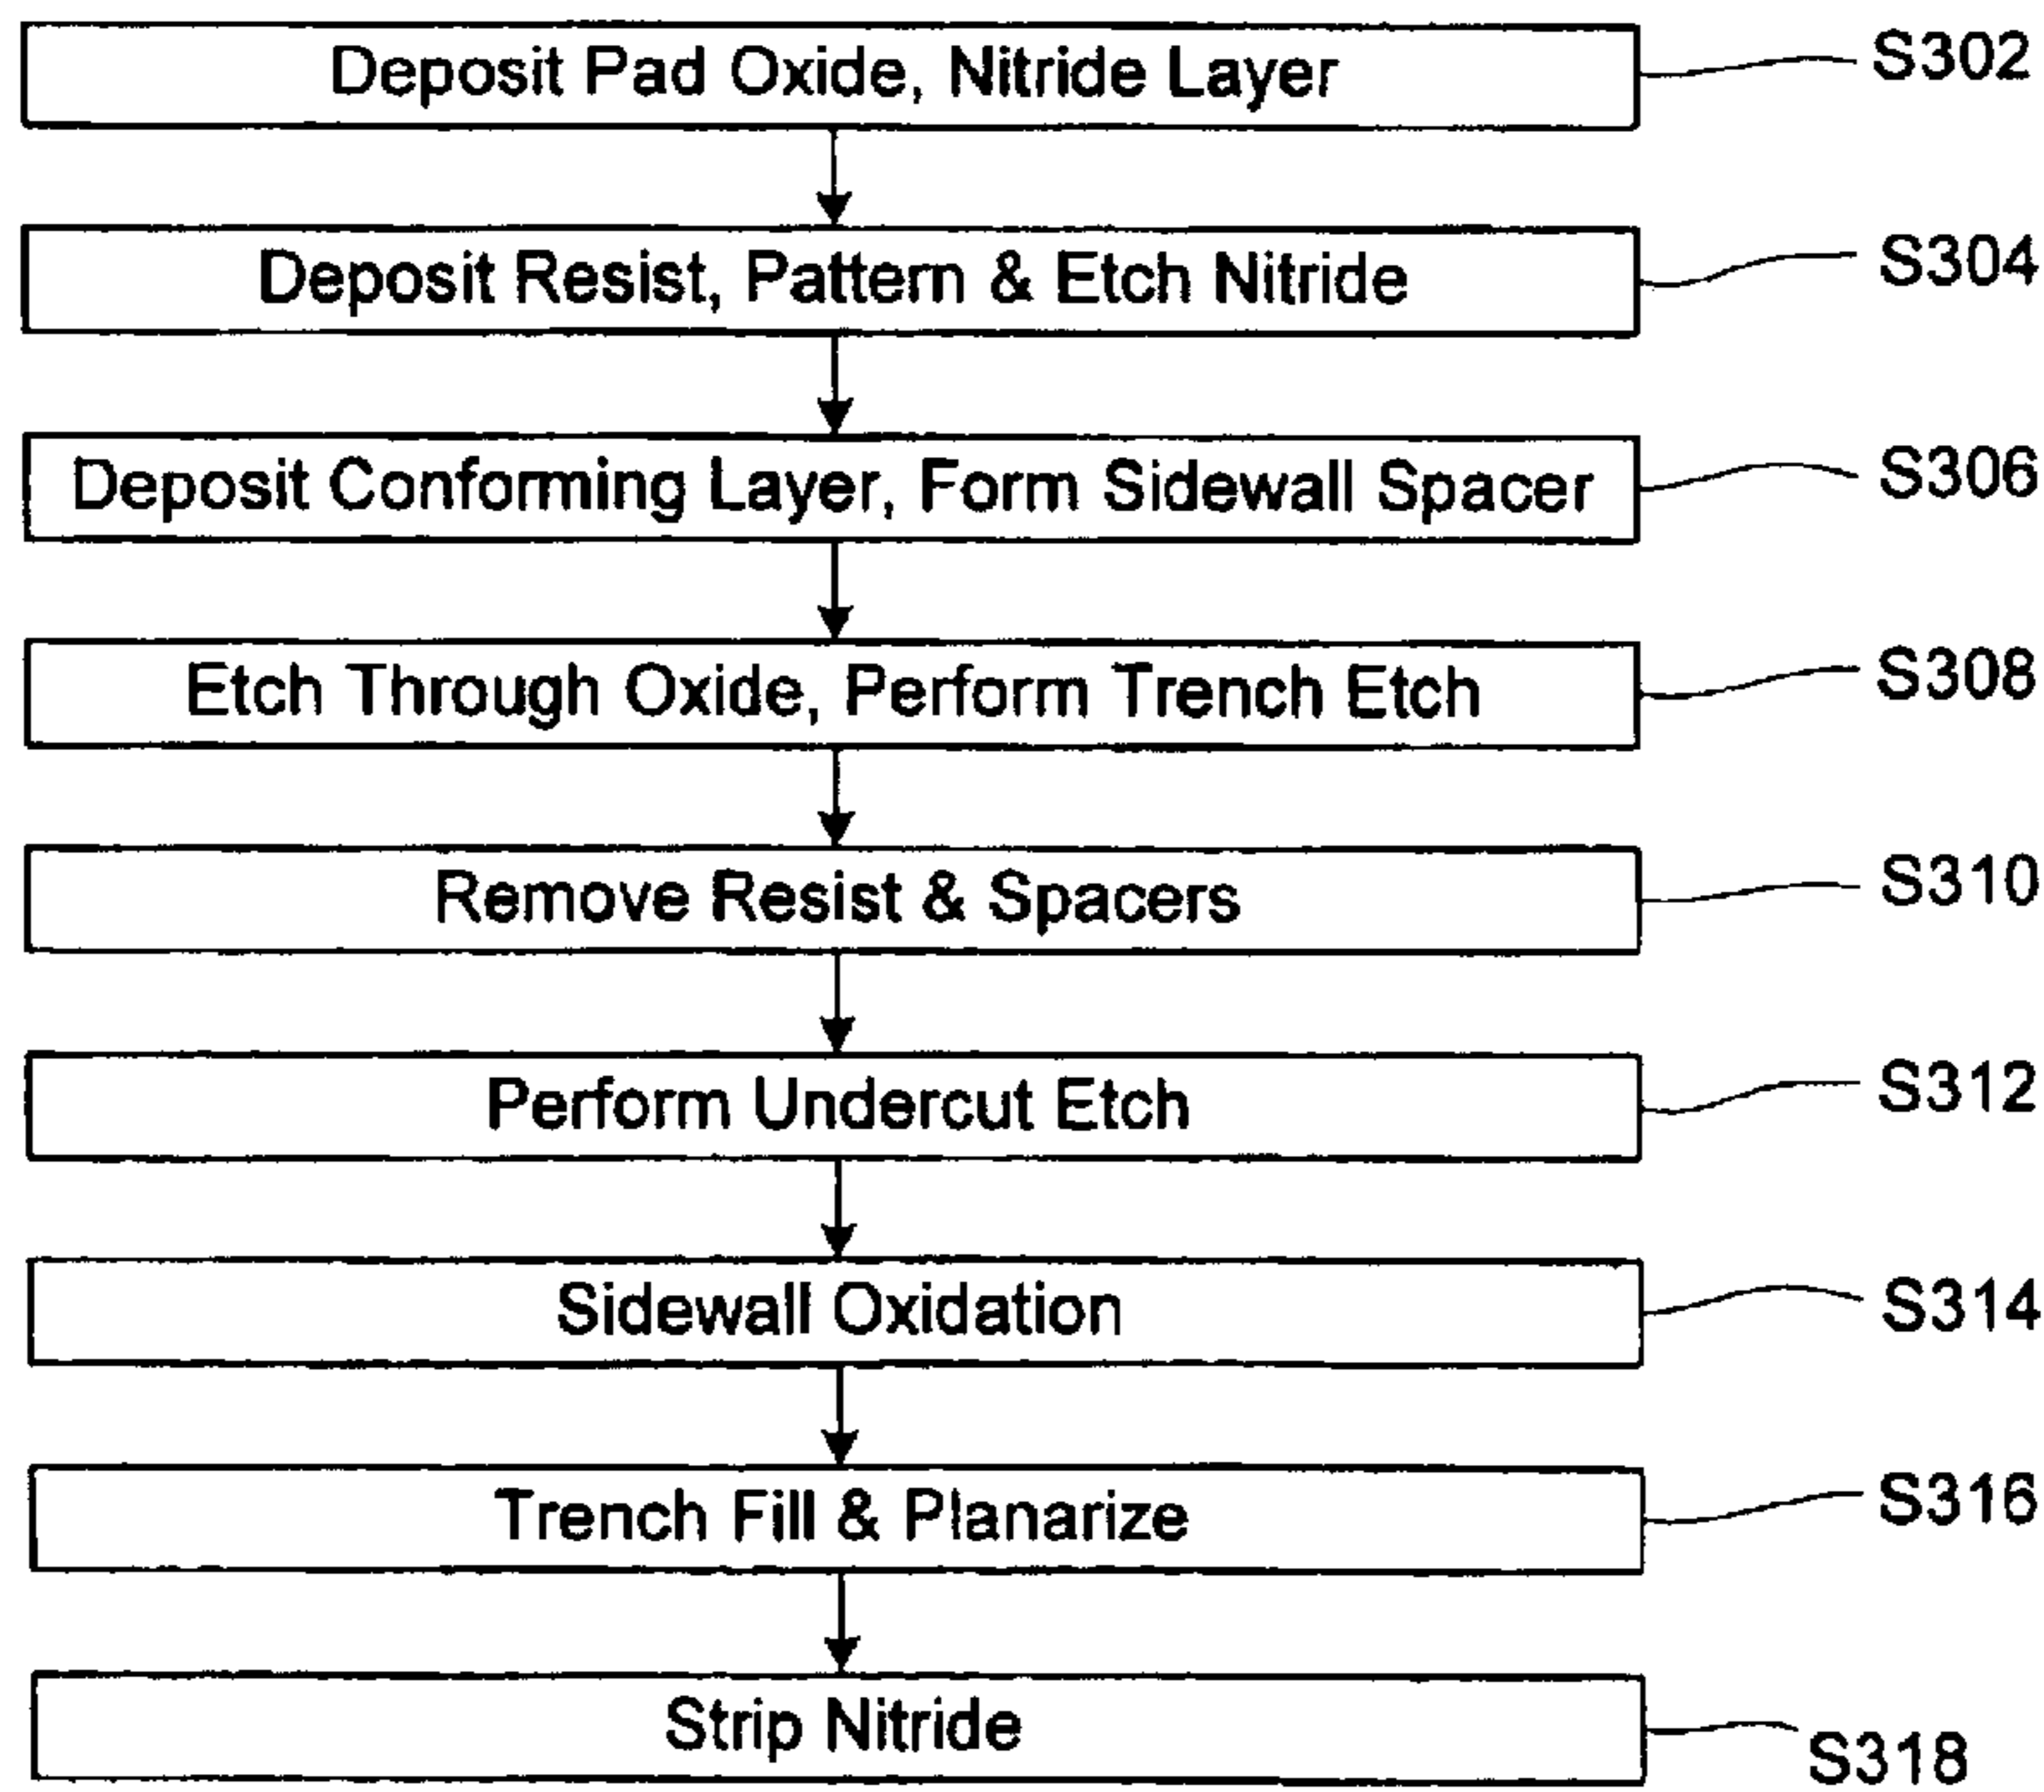 Deposit Pad Oxide, Nitride Layer
S302
Deposit Resist, Pattern & Etch Nitride
S304
Deposit Conforming Layer, Form Sidewall Spacer
S306
Etch Through Oxide, Perform Trench Etch
S308
Remove Resist & Spacers
S310
Perform Undercut Etch
S312
Sidewall Oxidation
S314
Trench Fill & Planarize
S316
Strip Nitride
S318